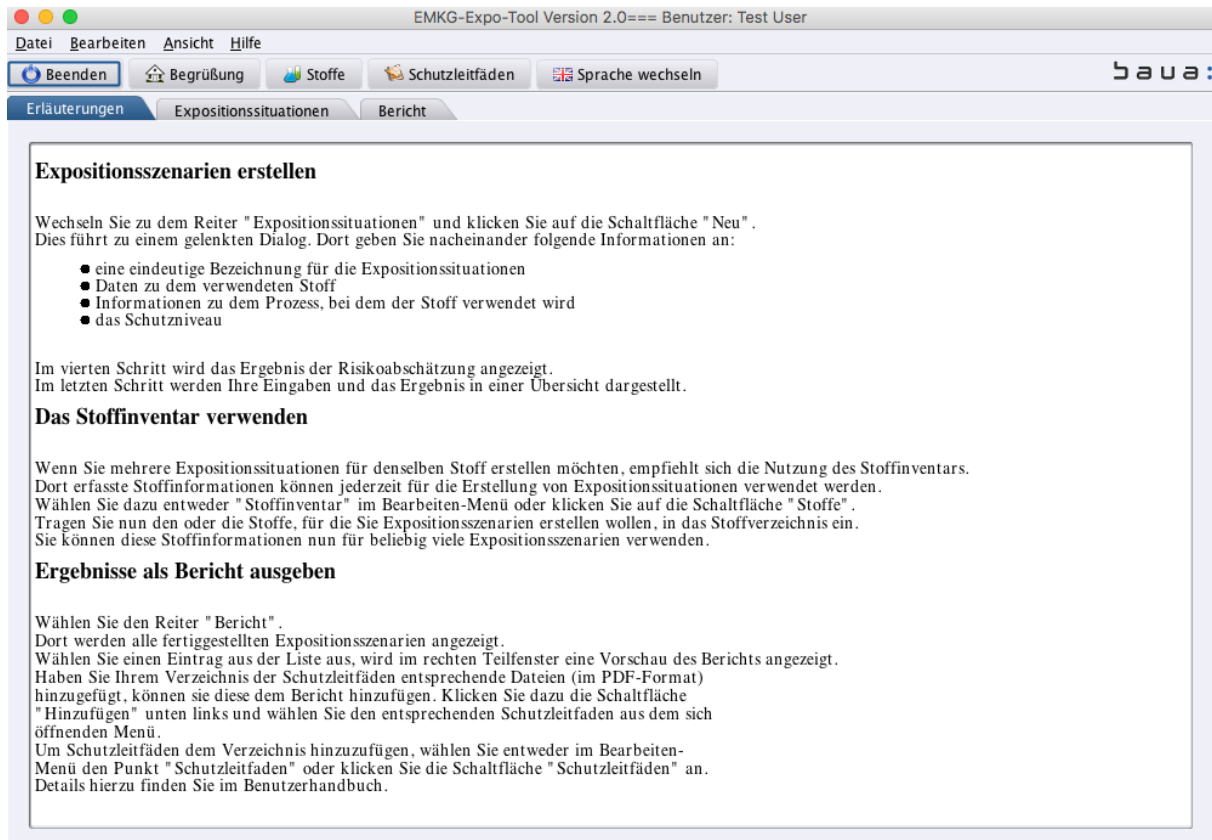 EMKG-Expo-Tool Version 2.0=== Benutzer: Test User
Datei Bearbeiten Ansicht Hilfe
Beenden Begrüßung Stoffe Schutzleitfäden Sprache wechseln baua:
Erläuterungen Expositionssituationen Bericht
Expositionsszenarien erstellen
Wechseln Sie zu dem Reiter "Expositionssituationen" und klicken Sie auf die Schaltfläche "Neu".
Dies führt zu einem gelenkten Dialog. Dort geben Sie nacheinander folgende Informationen an:
● eine eindeutige Bezeichnung für die Expositionssituationen
● Daten zu dem verwendeten Stoff
● Informationen zu dem Prozess, bei dem der Stoff verwendet wird
● das Schutzniveau
Im vierten Schritt wird das Ergebnis der Risikoabschätzung angezeigt.
Im letzten Schritt werden Ihre Eingaben und das Ergebnis in einer Übersicht dargestellt.
Das Stoffinventar verwenden
Wenn Sie mehrere Expositionssituationen für denselben Stoff erstellen möchten, empfiehlt sich die Nutzung des Stoffinventars.
Dort erfasste Stoffinformationen können jederzeit für die Erstellung von Expositionssituationen verwendet werden.
Wählen Sie dazu entweder "Stoffinventar" im Bearbeiten-Menü oder klicken Sie auf die Schaltfläche "Stoffe".
Tragen Sie nun den oder die Stoffe, für die Sie Expositionsszenarien erstellen wollen, in das Stoffverzeichnis ein.
Sie können diese Stoffinformationen nun für beliebig viele Expositionsszenarien verwenden.
Ergebnisse als Bericht ausgeben
Wählen Sie den Reiter "Bericht".
Dort werden alle fertiggestellten Expositionsszenarien angezeigt.
Wählen Sie einen Eintrag aus der Liste aus, wird im rechten Teilfenster eine Vorschau des Berichts angezeigt.
Haben Sie Ihrem Verzeichnis der Schutzleitfäden entsprechende Dateien (im PDF-Format)
hinzugefügt, können sie diese dem Bericht hinzufügen. Klicken Sie dazu die Schaltfläche
"Hinzufügen" unten links und wählen Sie den entsprechenden Schutzleitfaden aus dem sich
öffnenden Menü.
Um Schutzleitfäden dem Verzeichnis hinzuzufügen, wählen Sie entweder im Bearbeiten-
Menü den Punkt "Schutzleitfaden" oder klicken Sie die Schaltfläche "Schutzleitfäden" an.
Details hierzu finden Sie im Benutzerhandbuch.